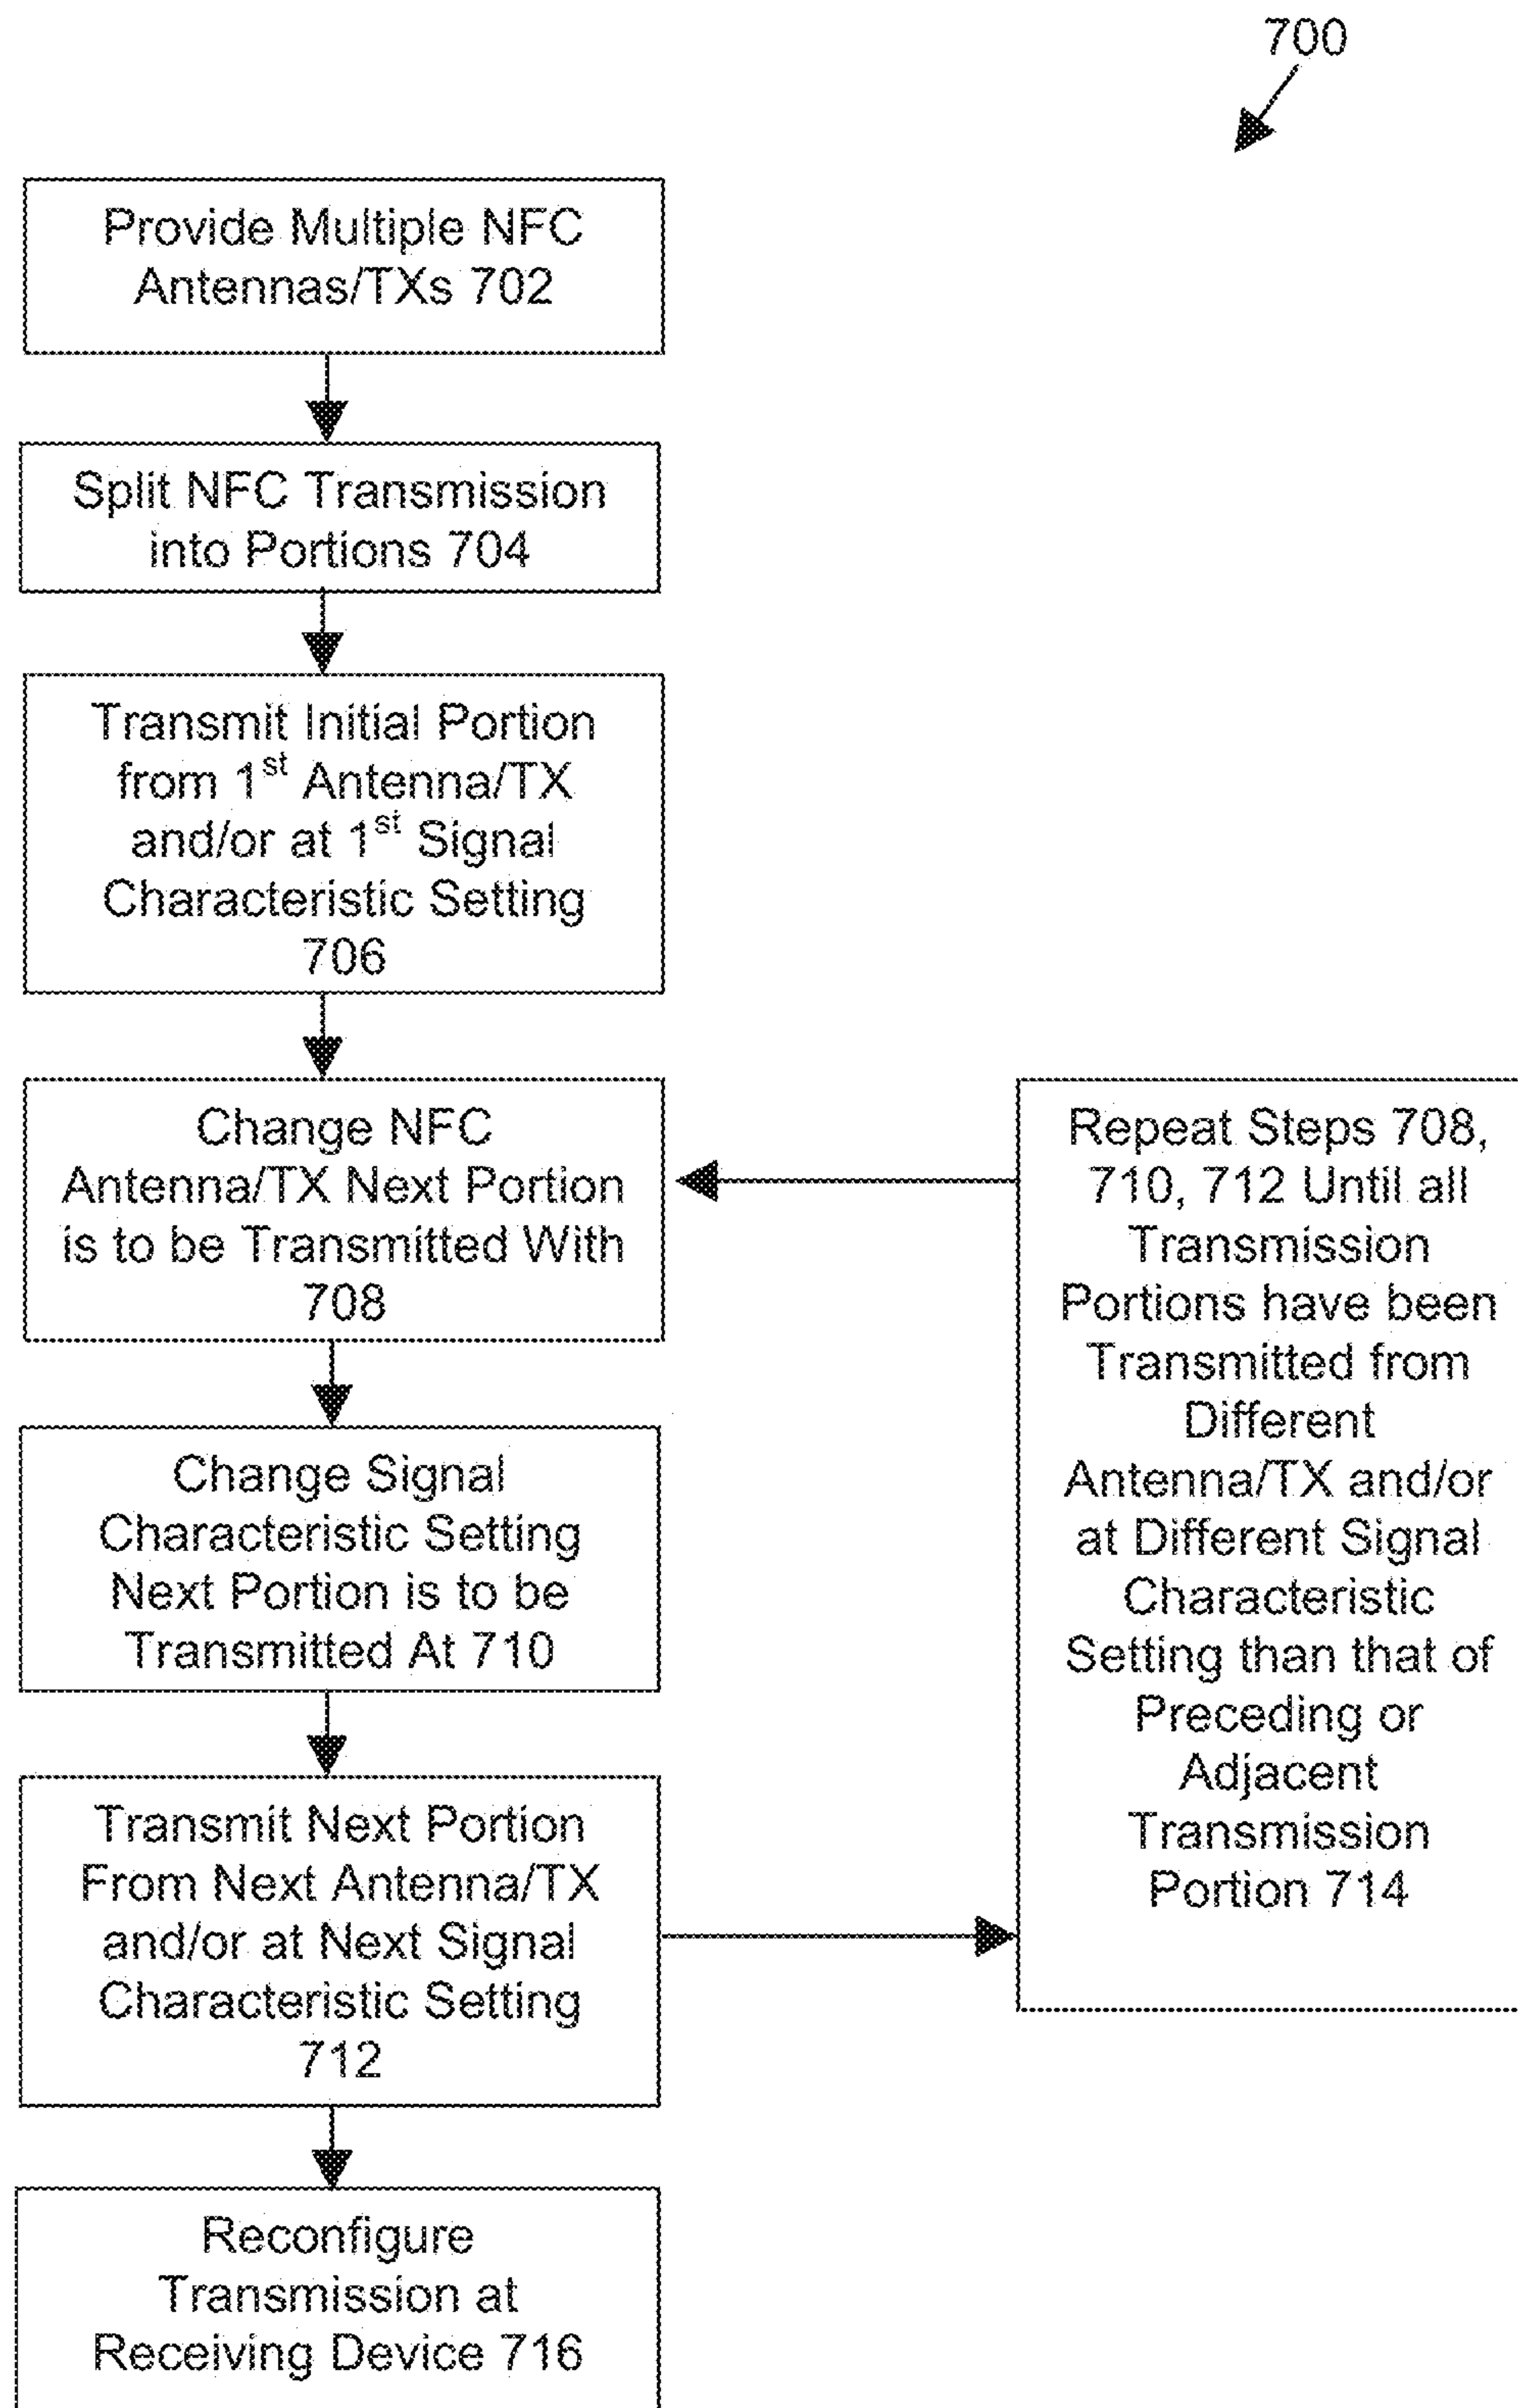 700
Provide Multiple NFC
Antennas/TXs 702
Split NFC Transmission
into Portions 704
Transmit Initial Portion
from 1st Antenna/TX
and/or at 1st Signal
Characteristic Setting
706
Change NFC
Antenna/TX Next Portion
is to be Transmitted With
708
Change Signal
Characteristic Setting
Next Portion is to be
Transmitted At 710
Transmit Next Portion
From Next Antenna/TX
and/or at Next Signal
Characteristic Setting
712
Repeat Steps 708,
710, 712 Until all
Transmission
Portions have been
Transmitted from
Different
Antenna/TX and/or
at Different Signal
Characteristic
Setting than that of
Preceding or
Adjacent
Transmission
Portion 714
Reconfigure
Transmission at
Receiving Device 716